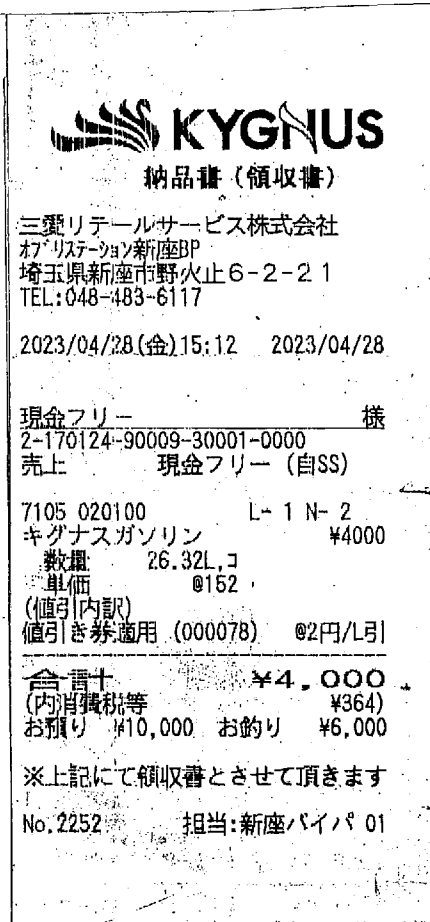 KYGNUS
納品書(領収書)
三愛リテールサービス株式会社
オブリステーション新座BP
埼玉県新座市野火止6-2-21
TEL:048-483-6117
2023/04/28(金)15:12 2023/04/28
現金フリー 様
2-170124-90009-30001-0000
売上 現金フリー (自SS)
7105 020100 L- 1 N- 2
キグナスガソリン ¥4000
数量 26.32L,コ
単価 @152
(値引内訳)
値引き券適用 (000078) @2円/L引
合計 ¥4,000
(内消費税等 ¥364)
お預り ¥10,000 お釣り ¥6,000
※上記にて領収書とさせて頂きます
No.2252 担当:新座バイパ 01